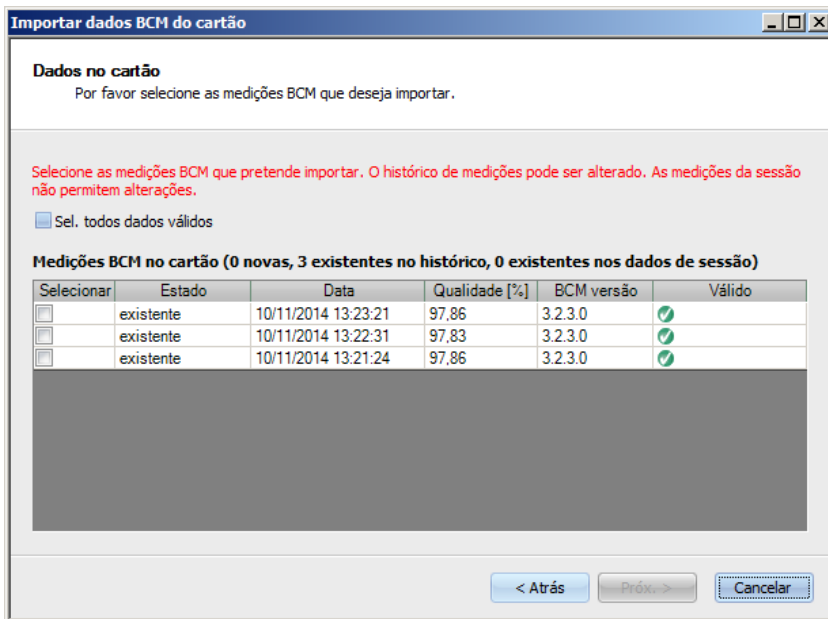 Importar dados BCM do cartão
Dados no cartão
Por favor selecione as medições BCM que deseja importar.
Selecione as medições BCM que pretende importar. O histórico de medições pode ser alterado. As medições da sessão
não permitem alterações.
Sel. todos dados válidos
Medições BCM no cartão (0 novas, 3 existentes no histórico, 0 existentes nos dados de sessão)
Selecionar Estado Data Qualidade [%] BCM versão Válido
existente 10/11/2014 13:23:21 97,86 3.2.3.0
existente 10/11/2014 13:22:31 97,83 3.2.3.0
existente 10/11/2014 13:21:24 97,86 3.2.3.0
< Atrás Próx. > Cancelar